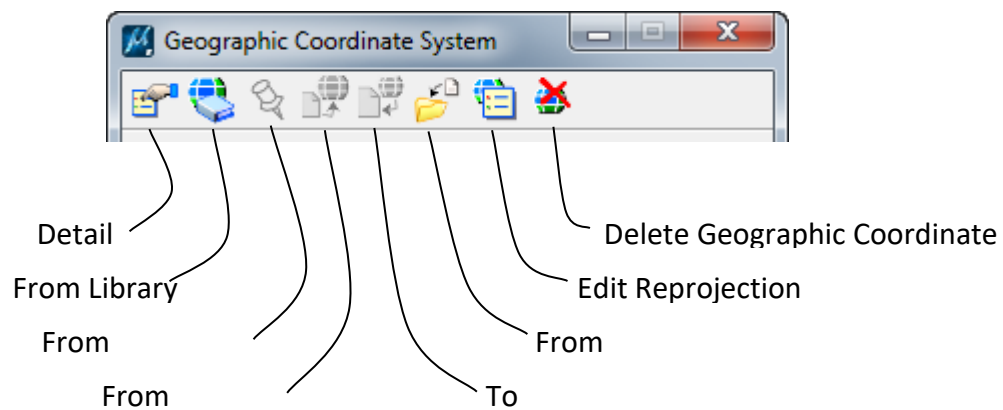 Geographic Coordinate System
Detail
Delete Geographic Coordinate
From Library
Edit Reprojection
From
From
From
To